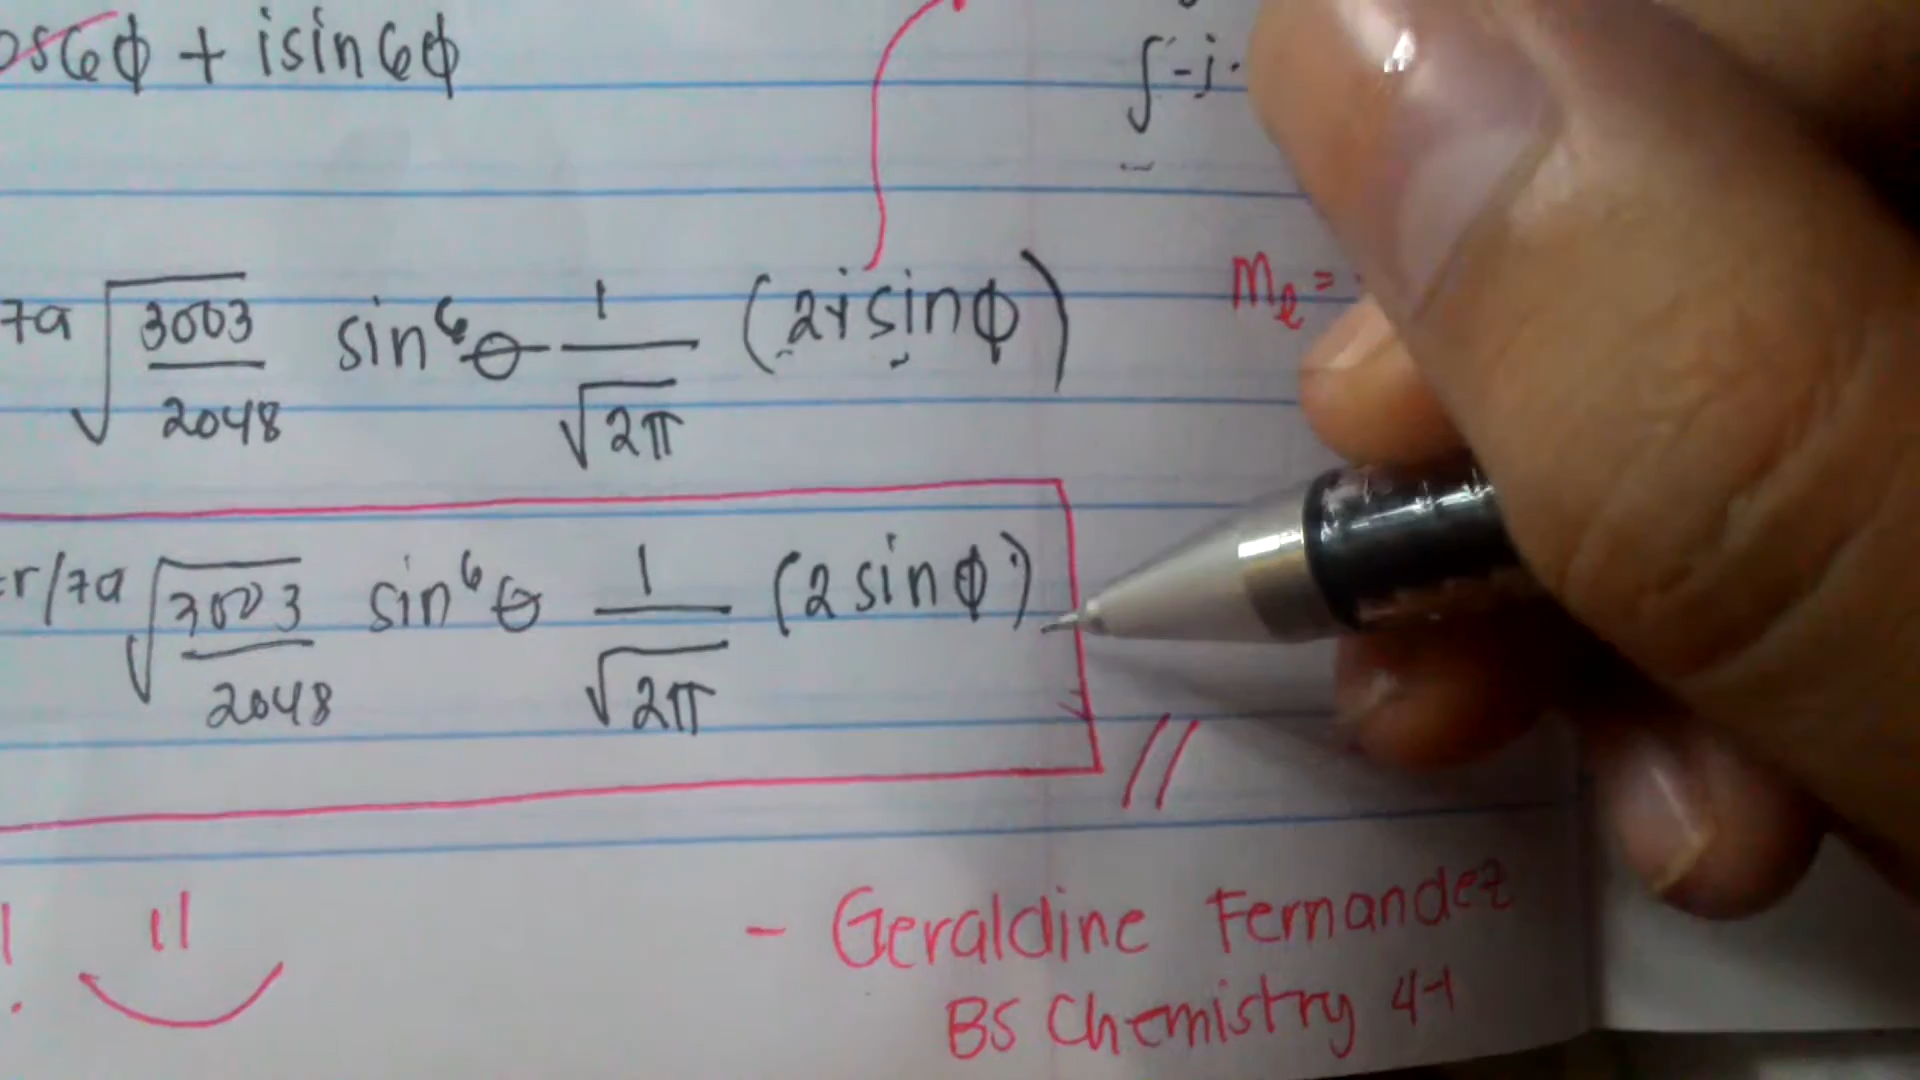 os6φ + isin6φ
∫-j.
7a √3003/2048 sin⁶θ 1/√2π (2isinφ)
mℓ =
r/7a √3003/2048 sin⁶θ 1/√2π (2sinφ)
//
- Geraldine Fernandez
BS Chemistry 4-1